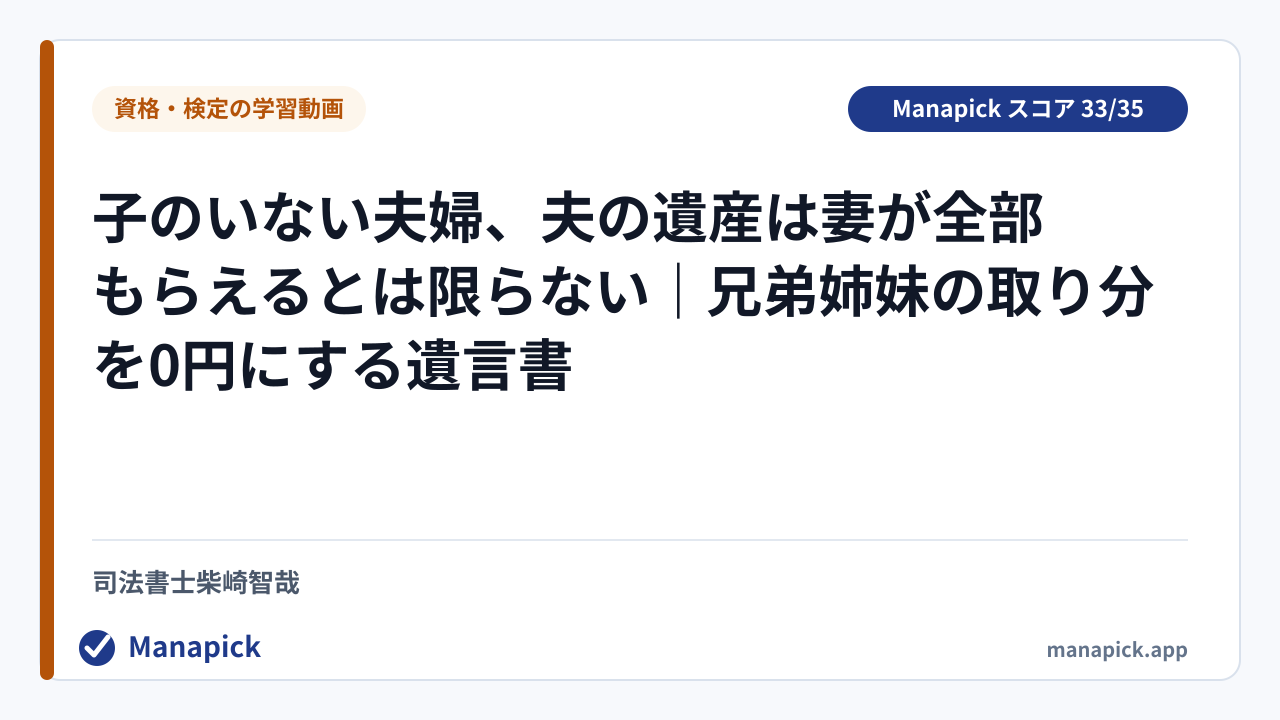 資格・検定の学習動画
Manapick スコア 33/35
子のいない夫婦、夫の遺産は妻が全部
もらえるとは限らない｜兄弟姉妹の取り分
を0円にする遺言書
司法書士柴崎智哉
Manapick
manapick.app